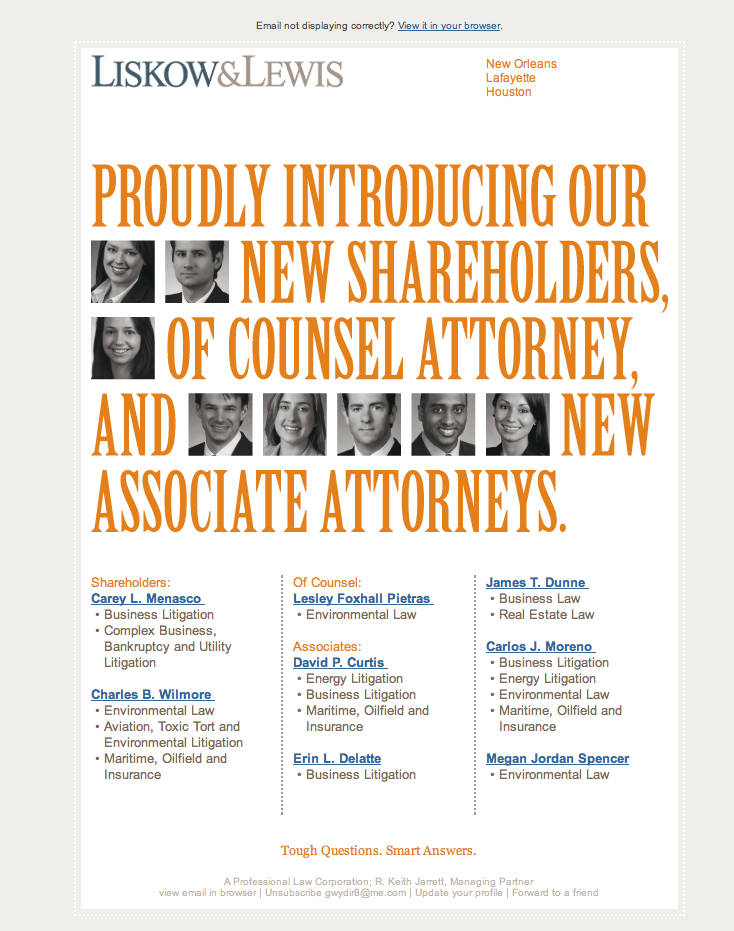 Email not displaying correctly? View it in your browser.
LISKOW&LEWIS
New Orleans
Lafayette
Houston
PROUDLY INTRODUCING OUR
NEW SHAREHOLDERS,
OF COUNSEL ATTORNEY,
AND NEW
ASSOCIATE ATTORNEYS.
Shareholders:
Carey L. Menasco
• Business Litigation
• Complex Business,
Bankruptcy and Utility
Litigation
Charles B. Wilmore
• Environmental Law
• Aviation, Toxic Tort and
Environmental Litigation
• Maritime, Oilfield and
Insurance
Of Counsel:
Lesley Foxhall Pietras
• Environmental Law
Associates:
David P. Curtis
• Energy Litigation
• Business Litigation
• Maritime, Oilfield and
Insurance
Erin L. Delatte
• Business Litigation
James T. Dunne
• Business Law
• Real Estate Law
Carlos J. Moreno
• Business Litigation
• Energy Litigation
• Environmental Law
• Maritime, Oilfield and
Insurance
Megan Jordan Spencer
• Environmental Law
Tough Questions. Smart Answers.
A Professional Law Corporation; R. Keith Jarrett, Managing Partner
view email in browser | Unsubscribe gwydir8@me.com | Update your profile | Forward to a friend